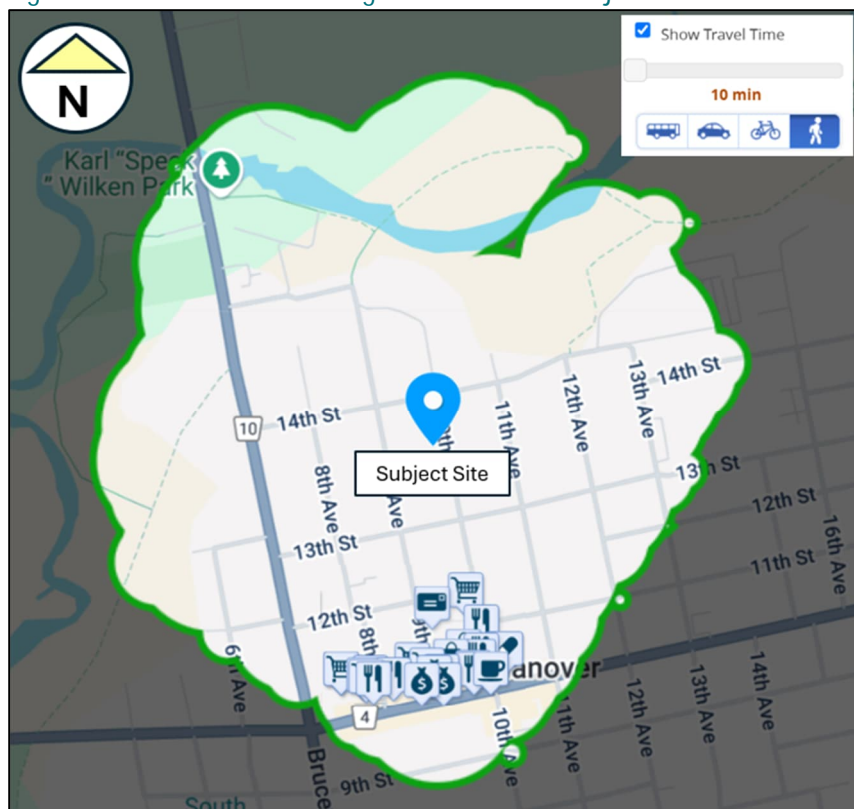 N
Show Travel Time
10 min
Karl "Speck
" Wilken Park
10
14th St
8th Ave
Ave
11th Ave
12th Ave
13th Ave
14th St
Subject Site
13th St
13th St
12th St
11th St
16th Ave
12th St
6th Ave
4
10th Ave
11th Ave
12th Ave
13th Ave
14th Ave
Bruce
9th St
South